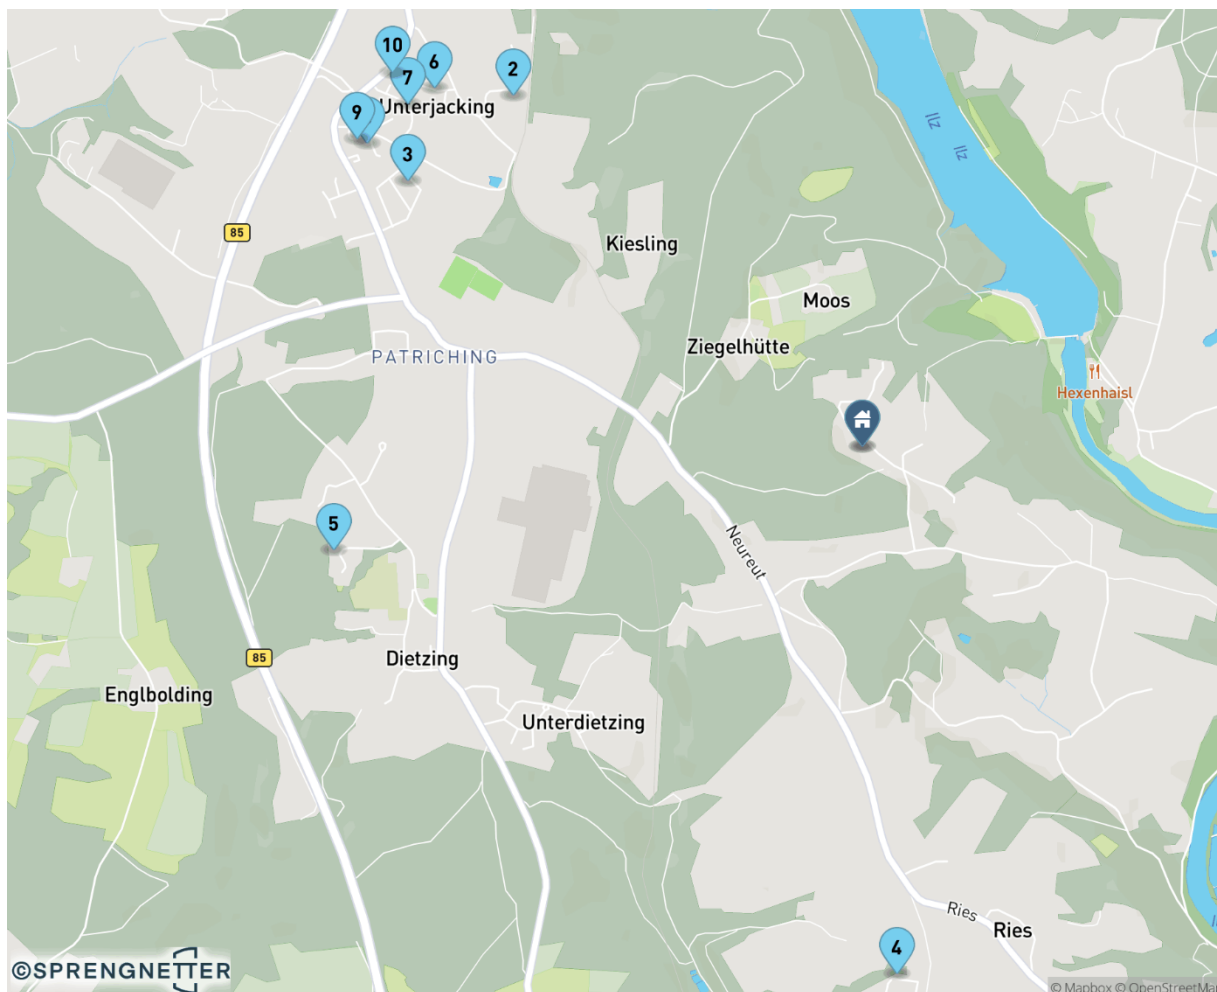 10
6
2
7
Unterjacking
9
3
85
Ilz
Ilz
Kiesling
Moos
Ziegelhütte
PATRICHING
Hexenhaisl
5
Neureut
Dietzing
85
Englbolding
Unterdietzing
Ries
Ries
4
©SPRENGNETTER
© Mapbox © OpenStreetMa